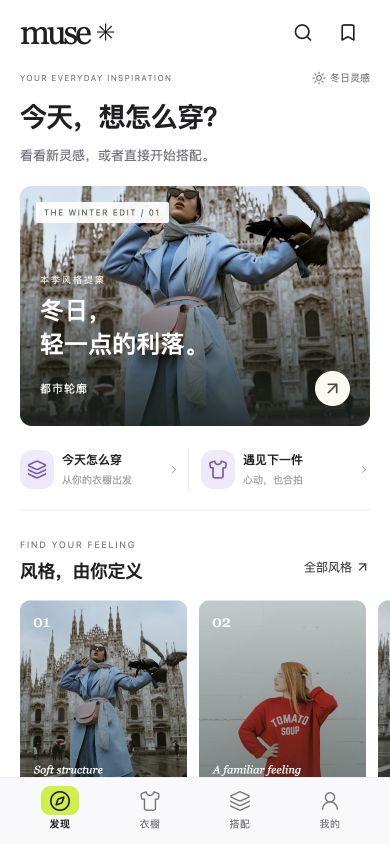 muse
YOUR EVERYDAY INSPIRATION
冬日灵感
今天，想怎么穿？
看看新灵感，或者直接开始搭配。
THE WINTER EDIT / 01
本季风格提案
冬日，
轻一点的利落。
都市轮廓
今天怎么穿
从你的衣橱出发
遇见下一件
心动，也合拍
FIND YOUR FEELING
风格，由你定义
全部风格
01
Soft structure
02
TOMATO
SOUP
A familiar feeling
发现
衣橱
搭配
我的